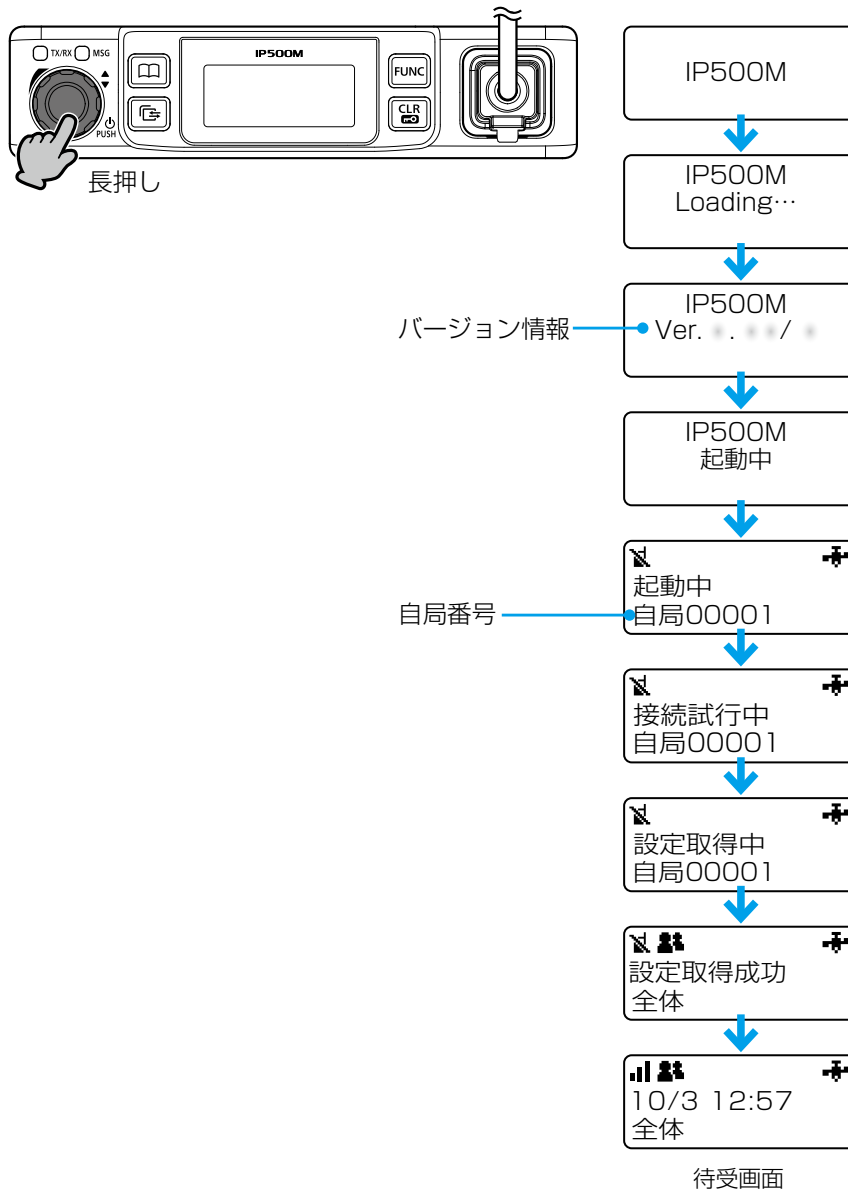 TX/RX MSG
IP500M
FUNC
CLR
PUSH
長押し
IP500M
IP500M
Loading…
バージョン情報
IP500M
Ver. . /
IP500M
起動中
起動中
自局番号
自局00001
接続試行中
自局00001
設定取得中
自局00001
設定取得成功
全体
10/3 12:57
全体
待受画面